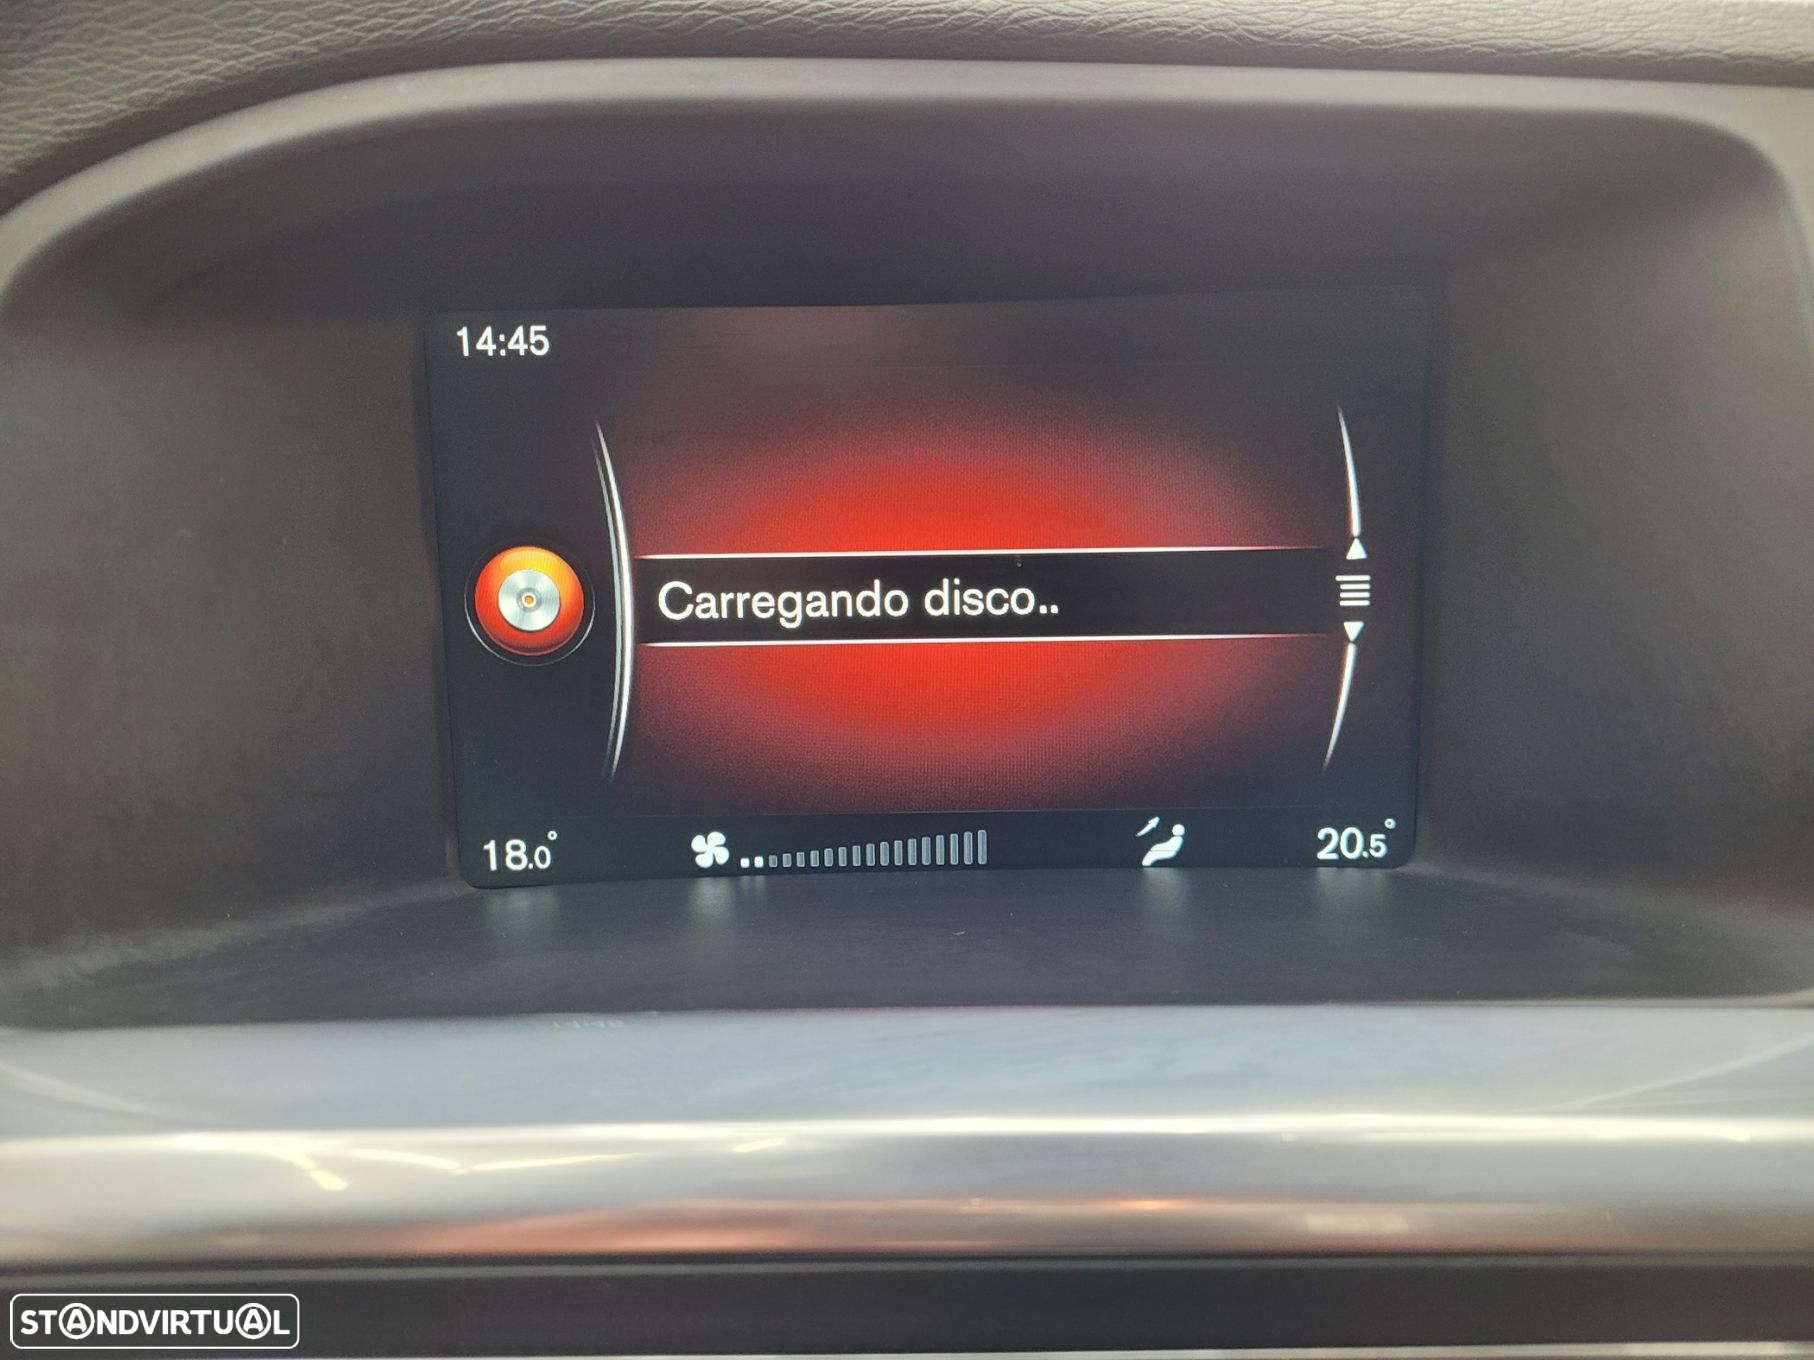 14:45
Carregando disco..
18.0°
20.5°
STANDVIRTUAL